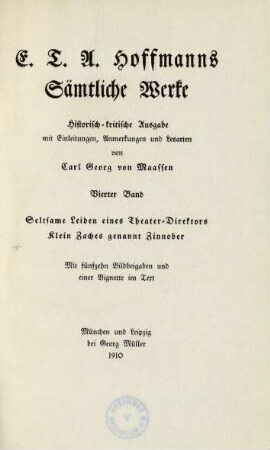 E. T. A. Hoffmanns
Sämtliche Werke
Historisch-kritische Ausgabe
mit Einleitungen, Anmerkungen und Lesarten
von
Carl Georg von Maassen
Vierter Band
Seltsame Leiden eines Theater-Direktors
Klein Zaches genannt Zinnober
Mit fünfzehn Bildbeigaben und
einer Vignette im Text
München und Leipzig
bei Georg Müller
1910